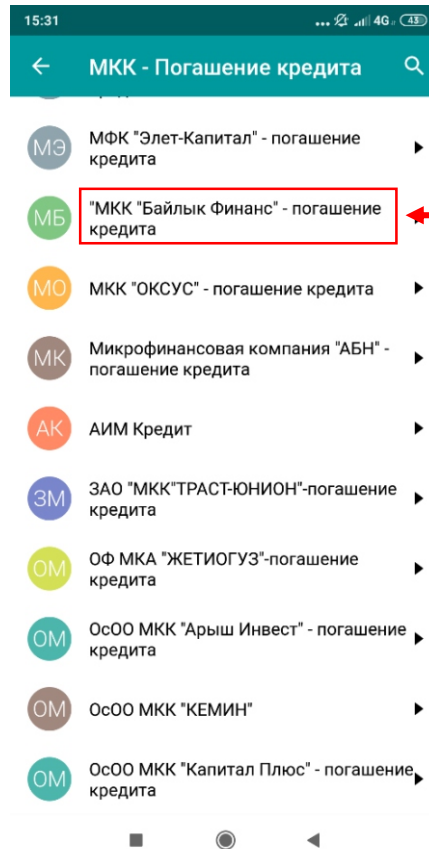 15:31
... 4G 43
МКК - Погашение кредита
МЭ
МФК "Элет-Капитал" - погашение
кредита
МБ
"МКК "Байлык Финанс" - погашение
кредита
МО
МКК "ОКСУС" - погашение кредита
МК
Микрофинансовая компания "АБН" -
погашение кредита
АК
АИМ Кредит
ЗМ
ЗАО "МКК"ТРАСТ-ЮНИОН"-погашение
кредита
ОМ
ОФ МКА "ЖЕТИОГУЗ"-погашение
кредита
ОМ
ОсОО МКК "Арыш Инвест" - погашение
кредита
ОМ
ОсОО МКК "КЕМИН"
ОМ
ОсОО МКК "Капитал Плюс" - погашение
кредита